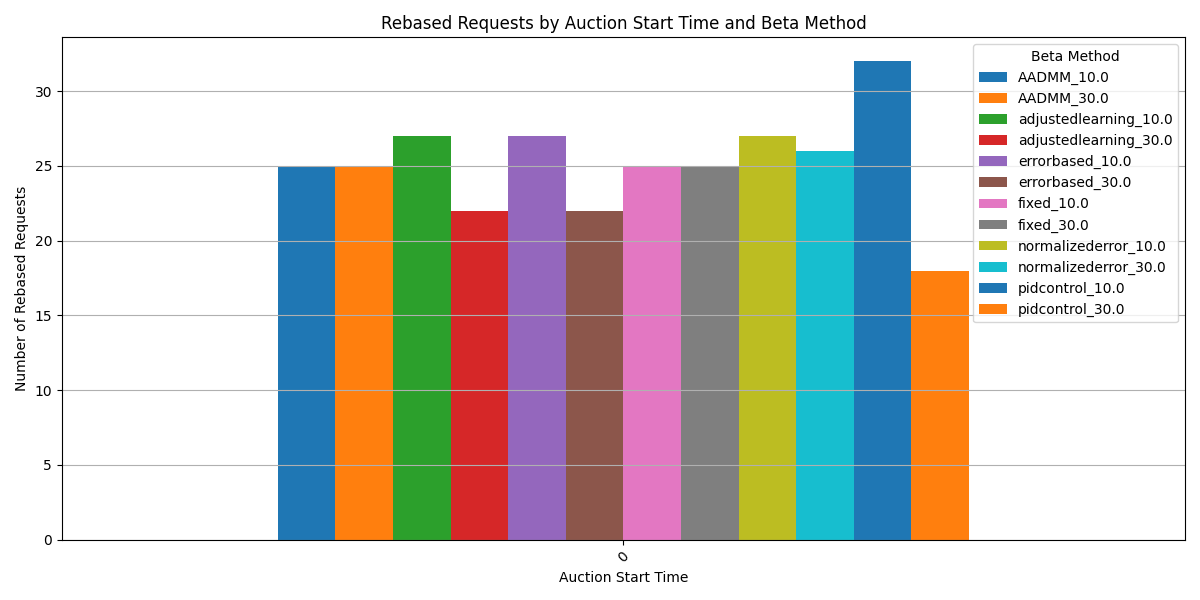 Rebased Requests by Auction Start Time and Beta Method
Number of Rebased Requests
30
25
20
15
10
5
0
0
Auction Start Time
Beta Method
AADMM_10.0
AADMM_30.0
adjustedlearning_10.0
adjustedlearning_30.0
errorbased_10.0
errorbased_30.0
fixed_10.0
fixed_30.0
normalizederror_10.0
normalizederror_30.0
pidcontrol_10.0
pidcontrol_30.0